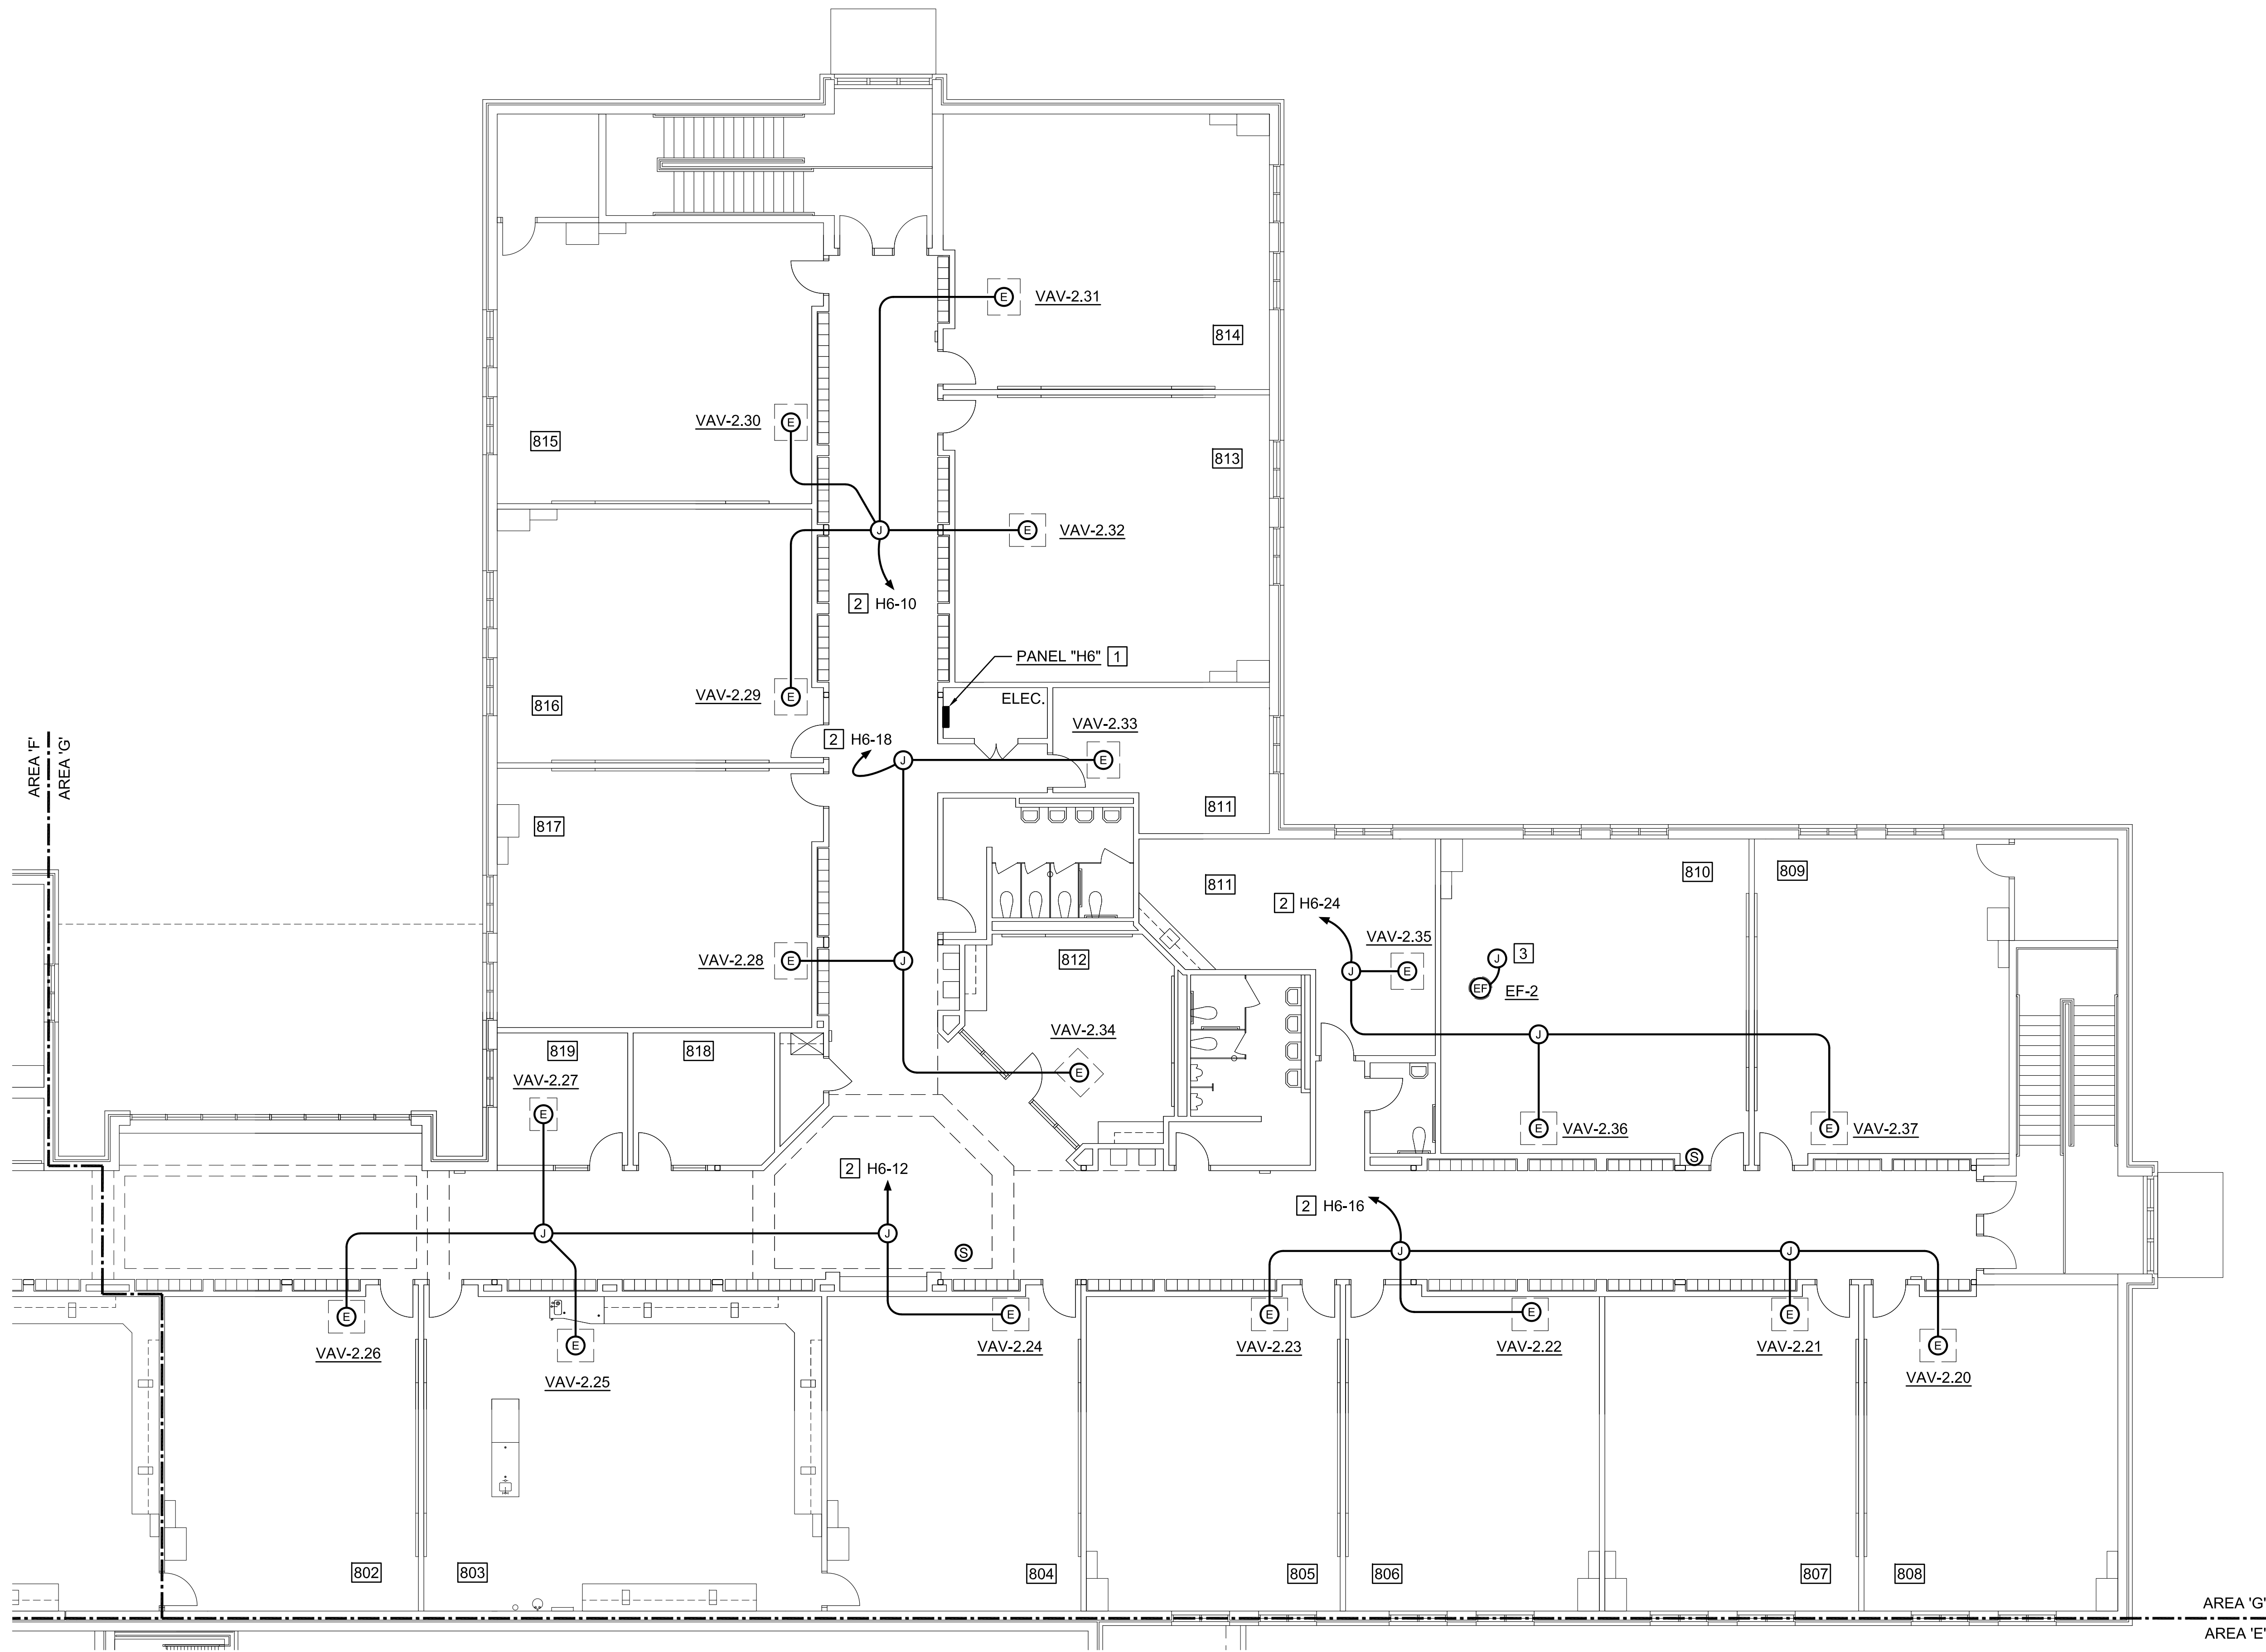 VAV-2.31
814
VAV-2.30
815
813
VAV-2.32
2 H6-10
PANEL "H6" 1
ELEC.
VAV-2.29
816
VAV-2.33
2 H6-18
AREA 'F'
AREA 'G'
811
817
811
810
809
2 H6-24
VAV-2.35
VAV-2.28
812
3
EF-2
VAV-2.34
819
818
VAV-2.27
VAV-2.36
VAV-2.37
2 H6-12
2 H6-16
VAV-2.26
VAV-2.25
VAV-2.24
VAV-2.23
VAV-2.22
VAV-2.21
VAV-2.20
802
803
804
805
806
807
808
AREA 'G'
AREA 'E'
E
E
E
J
E
E
J
E
E
J
J
E
J
EF
E
E
J
E
E
J
J
S
S
J
J
E
E
E
E
E
E
E